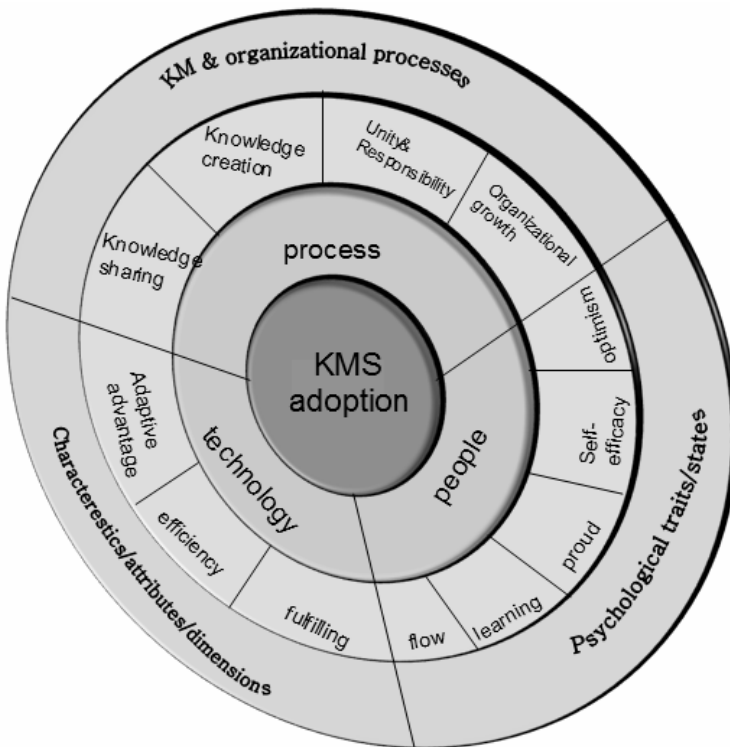 KM & organizational processes
Knowledge
creation
Unity&
Responsibility
Organizational
growth
Knowledge
sharing
process
optimism
KMS
adoption
Adaptive
advantage
technology
people
Self-
efficacy
Characterestics/attributes/dimensions
Psychological traits/states
efficiency
fulfilling
flow
learning
proud